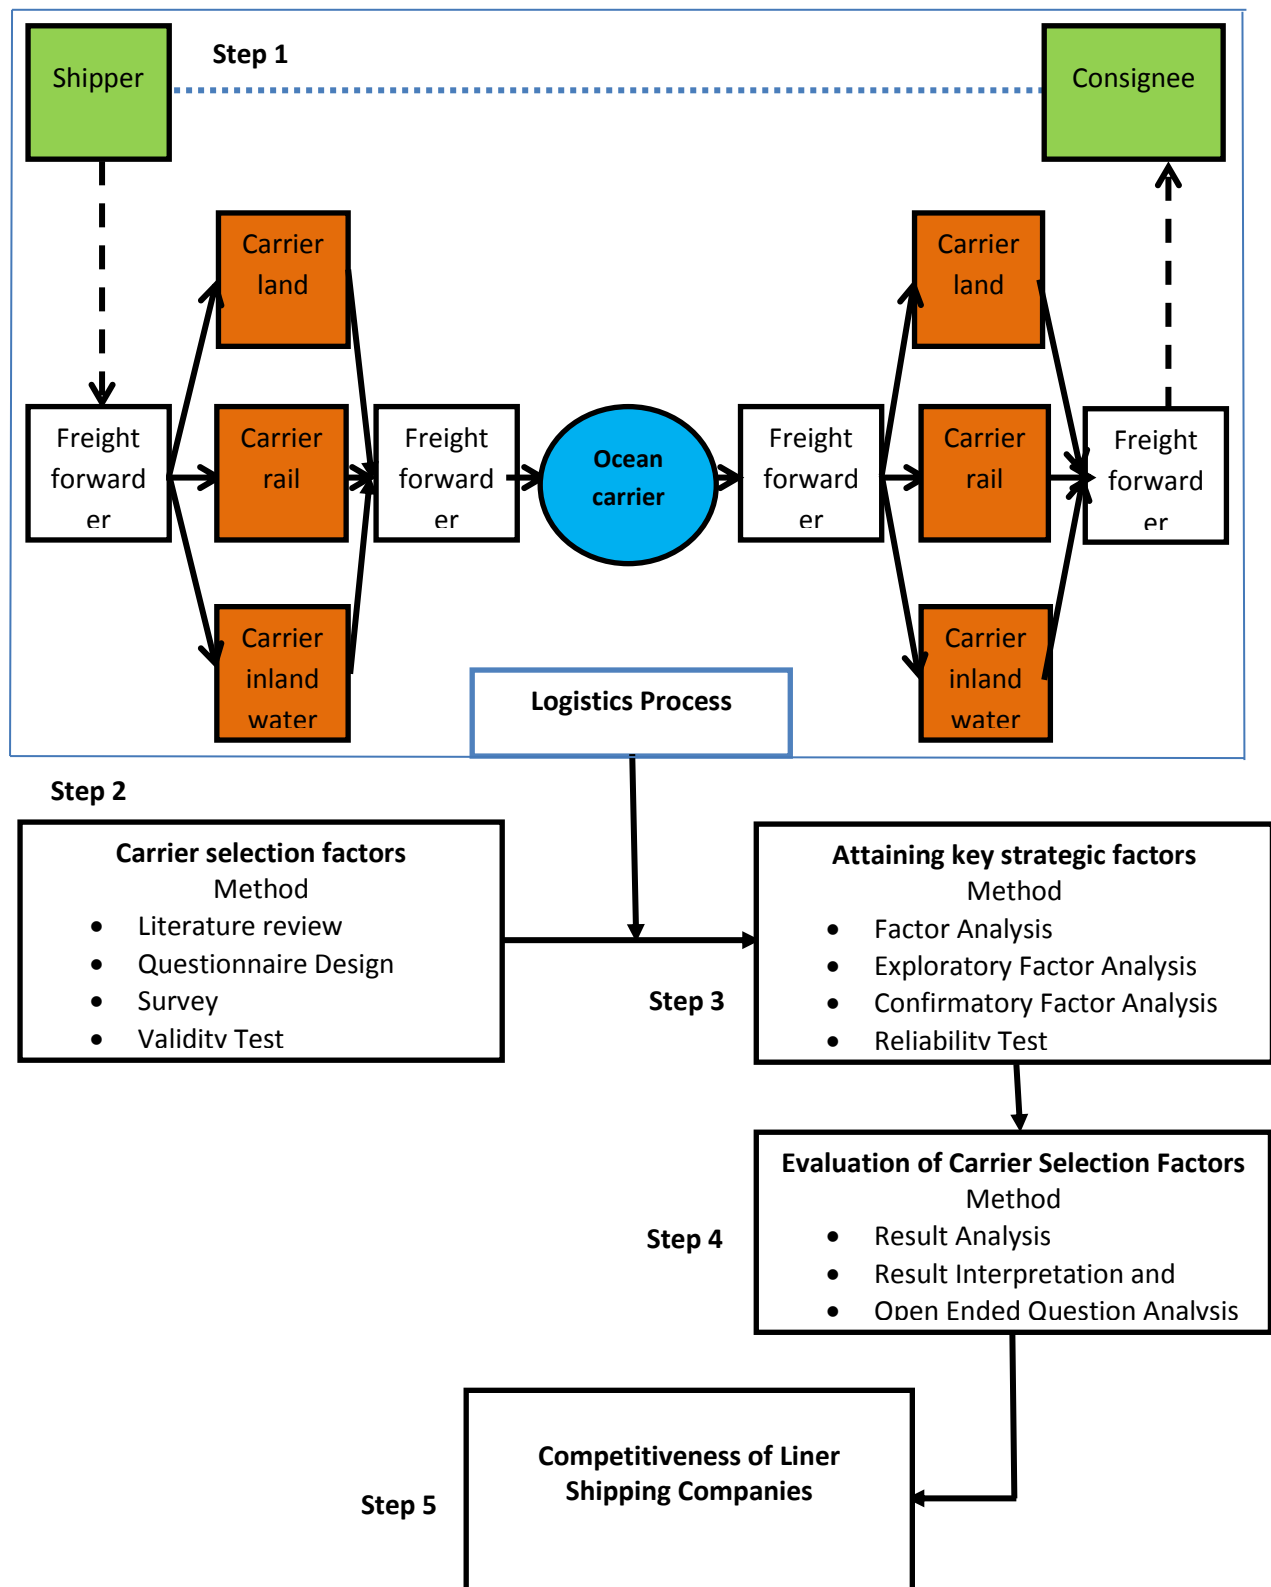 Step 1
Shipper
Consignee
Carrier
land
Carrier
land
Freight
forward
er
Carrier
rail
Freight
forward
er
Ocean
carrier
Freight
forward
er
Carrier
rail
Freight
forward
er
Carrier
inland
water
Logistics Process
Carrier
inland
water
Step 2
Carrier selection factors
Method
• Literature review
• Questionnaire Design
• Survey
• Validity Test
Attaining key strategic factors
Method
• Factor Analysis
• Exploratory Factor Analysis
• Confirmatory Factor Analysis
• Reliability Test
Step 3
Evaluation of Carrier Selection Factors
Method
• Result Analysis
• Result Interpretation and
• Open Ended Question Analysis
Step 4
Competitiveness of Liner
Shipping Companies
Step 5